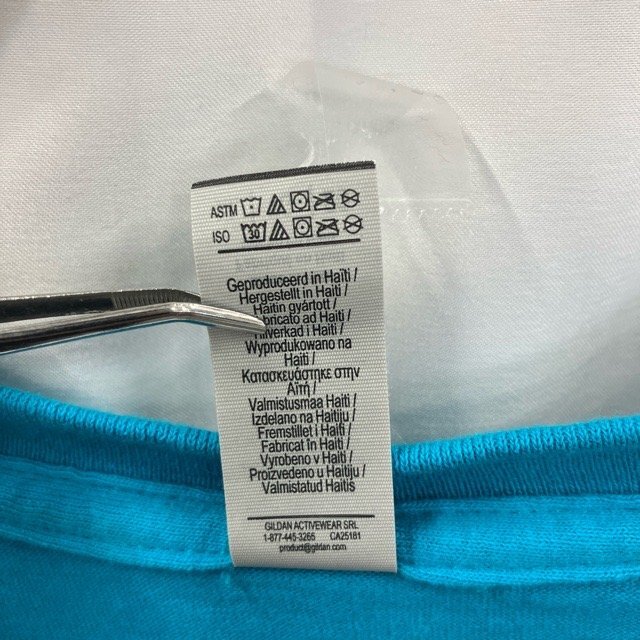 ASTM
ISO 30
Geproduceerd in Haïti /
Hergestellt in Haiti /
Haitin gyártott /
ad Haiti /
i Haiti /
Wyprodukowano na
Haiti /
Κατασκευάστηκε στην
Αϊτή /
Valmistusmaa Haiti /
Izdelano na Haitiju /
Fremstillet i Haiti /
Fabricat în Haiti /
Vyrobeno v Haiti /
Proizvedeno u Haitiju /
Valmistatud Haitis
GILDAN ACTIVEWEAR SRL
1-877-445-3265 CA25181
product@gildan.com